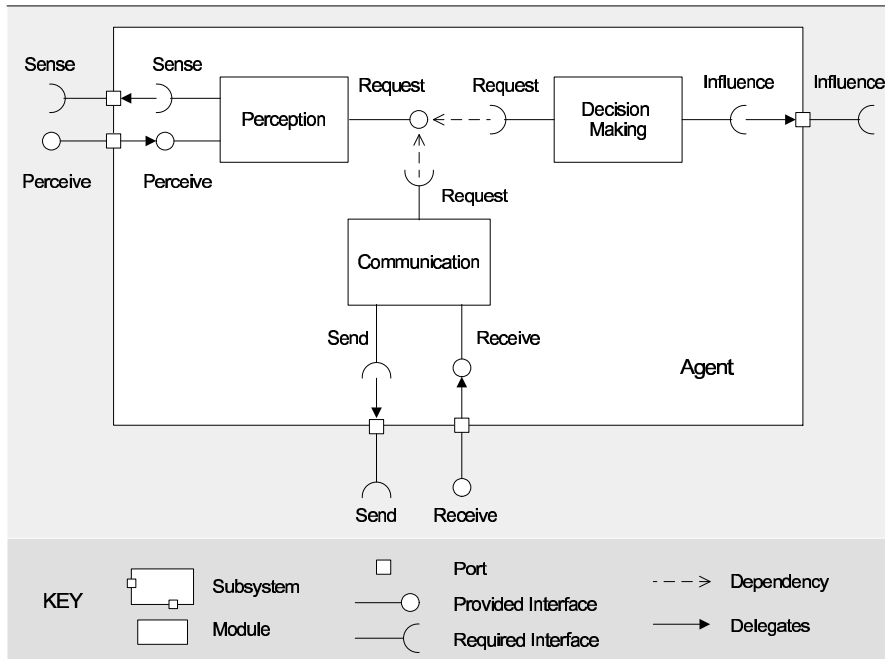 Sense
Sense
Request
Request
Influence
Influence
Perception
Decision
Making
Perceive
Perceive
Request
Communication
Send
Receive
Agent
Send
Receive
KEY
Subsystem
Module
Port
Provided Interface
Required Interface
Dependency
Delegates